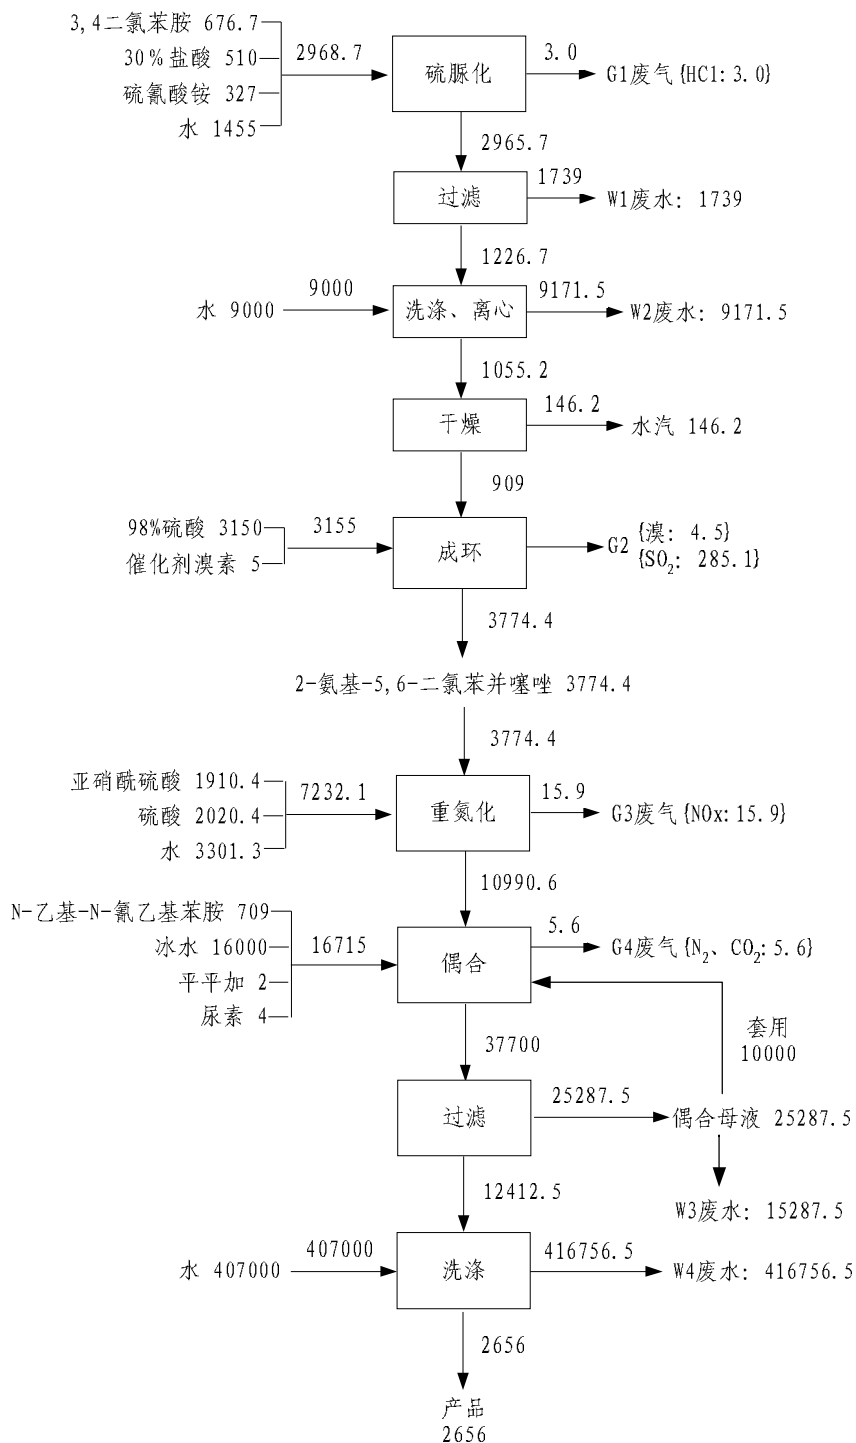 3,4二氯苯胺 676.7
30%盐酸 510
硫氰酸铵 327
水 1455
2968.7
硫脲化
3.0
G1废气{HCl:3.0}
2965.7
过滤
1739
W1废水: 1739
1226.7
水 9000
9000
洗涤、离心
9171.5
W2废水: 9171.5
1055.2
干燥
146.2
水汽 146.2
909
98%硫酸 3150
催化剂溴素 5
3155
成环
G2
{溴: 4.5}
{SO₂: 285.1}
3774.4
2-氨基-5,6-二氯苯并噻唑 3774.4
3774.4
亚硝酰硫酸 1910.4
硫酸 2020.4
水 3301.3
7232.1
重氮化
15.9
G3废气{NOx:15.9}
10990.6
N-乙基-N-氰乙基苯胺 709
冰水 16000
平平加 2
尿素 4
16715
偶合
5.6
G4废气{N₂、CO₂:5.6}
套用
10000
37700
过滤
25287.5
偶合母液 25287.5
12412.5
W3废水: 15287.5
水 407000
407000
洗涤
416756.5
W4废水: 416756.5
2656
产品
2656